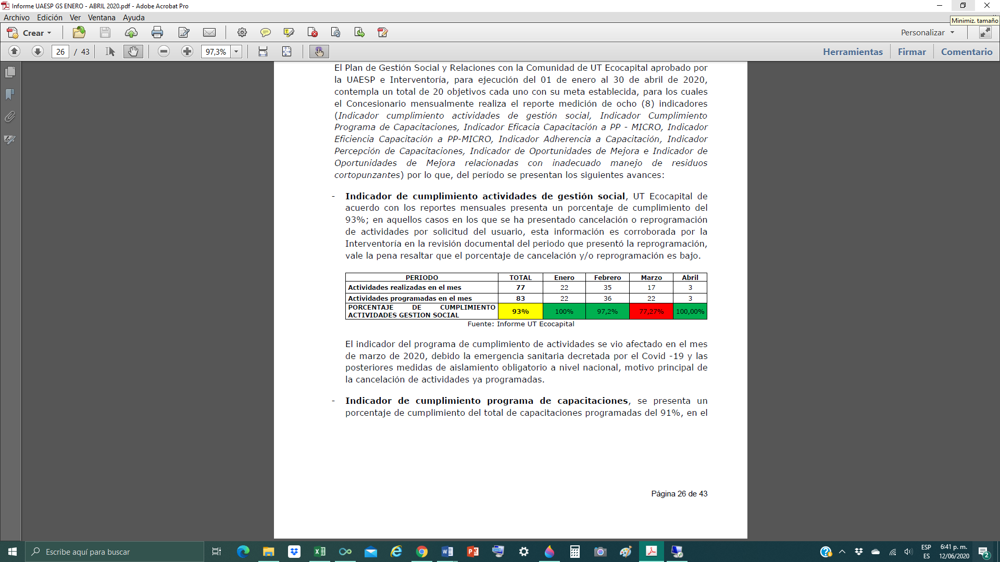 Informe UAESP GS ENERO - ABRIL 2020.pdf - Adobe Acrobat Pro
Archivo Edición Ver Ventana Ayuda
Minimiz. tamaño
Crear
Personalizar
26 / 43
97,3%
Herramientas Firmar Comentario
El Plan de Gestión Social y Relaciones con la Comunidad de UT Ecocapital aprobado por
la UAESP e Interventoría, para ejecución del 01 de enero al 30 de abril de 2020,
contempla un total de 20 objetivos cada uno con su meta establecida, para los cuales
el Concesionario mensualmente realiza el reporte medición de ocho (8) indicadores
(Indicador cumplimiento actividades de gestión social, Indicador Cumplimiento
Programa de Capacitaciones, Indicador Eficacia Capacitación a PP - MICRO, Indicador
Eficiencia Capacitación a PP-MICRO, Indicador Adherencia a Capacitación, Indicador
Percepción de Capacitaciones, Indicador de Oportunidades de Mejora e Indicador de
Oportunidades de Mejora relacionadas con inadecuado manejo de residuos
cortopunzantes) por lo que, del período se presentan los siguientes avances:
- Indicador de cumplimiento actividades de gestión social, UT Ecocapital de
acuerdo con los reportes mensuales presenta un porcentaje de cumplimiento del
93%; en aquellos casos en los que se ha presentado cancelación o reprogramación
de actividades por solicitud del usuario, esta información es corroborada por la
Interventoría en la revisión documental del periodo que presentó la reprogramación,
vale la pena resaltar que el porcentaje de cancelación y/o reprogramación es bajo.
PERIODO TOTAL Enero Febrero Marzo Abril
Actividades realizadas en el mes 77 22 35 17 3
Actividades programadas en el mes 83 22 36 22 3
PORCENTAJE DE CUMPLIMIENTO
ACTIVIDADES GESTION SOCIAL 93% 100% 97,2% 77,27% 100,00%
Fuente: Informe UT Ecocapital
El indicador del programa de cumplimiento de actividades se vio afectado en el mes
de marzo de 2020, debido la emergencia sanitaria decretada por el Covid -19 y las
posteriores medidas de aislamiento obligatorio a nivel nacional, motivo principal de
la cancelación de actividades ya programadas.
- Indicador de cumplimiento programa de capacitaciones, se presenta un
porcentaje de cumplimiento del total de capacitaciones programadas del 91%, en el
Página 26 de 43
Escribe aquí para buscar
ESP
ES
6:41 p. m.
12/06/2020
2